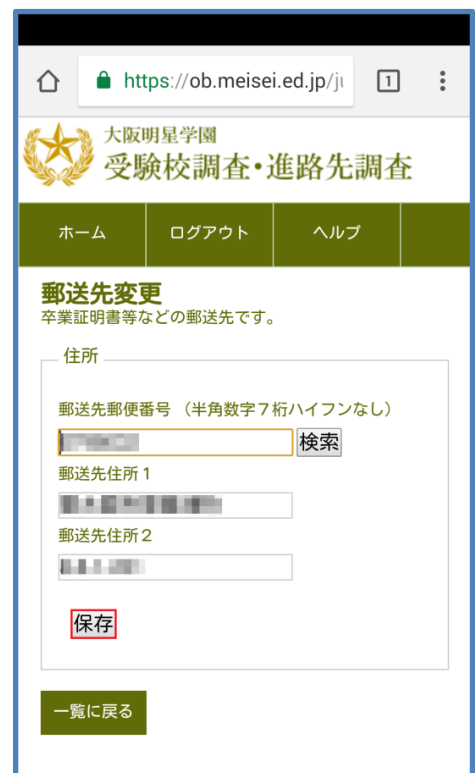 https://ob.meisei.ed.jp/ju
1
大阪明星学園
受験校調査・進路先調査
ホーム ログアウト ヘルプ
郵送先変更
卒業証明書等などの郵送先です。
住所
郵送先郵便番号 （半角数字７桁ハイフンなし）
検索
郵送先住所１
郵送先住所２
保存
一覧に戻る